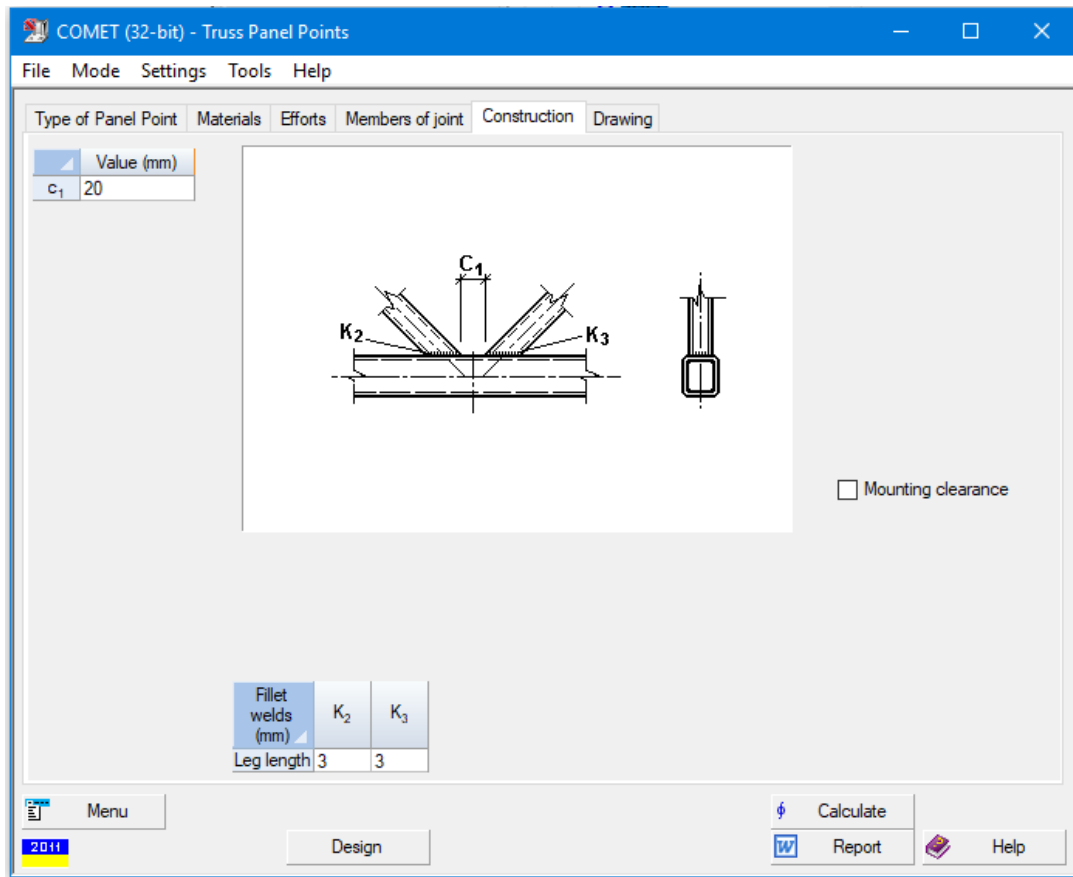 COMET (32-bit) - Truss Panel Points
File Mode Settings Tools Help
Type of Panel Point Materials Efforts Members of joint Construction Drawing
Value (mm)
c₁ 20
C₁
K₂ K₃
Mounting clearance
Fillet welds (mm) K₂ K₃
Leg length 3 3
Menu Calculate
2011 Design Report Help